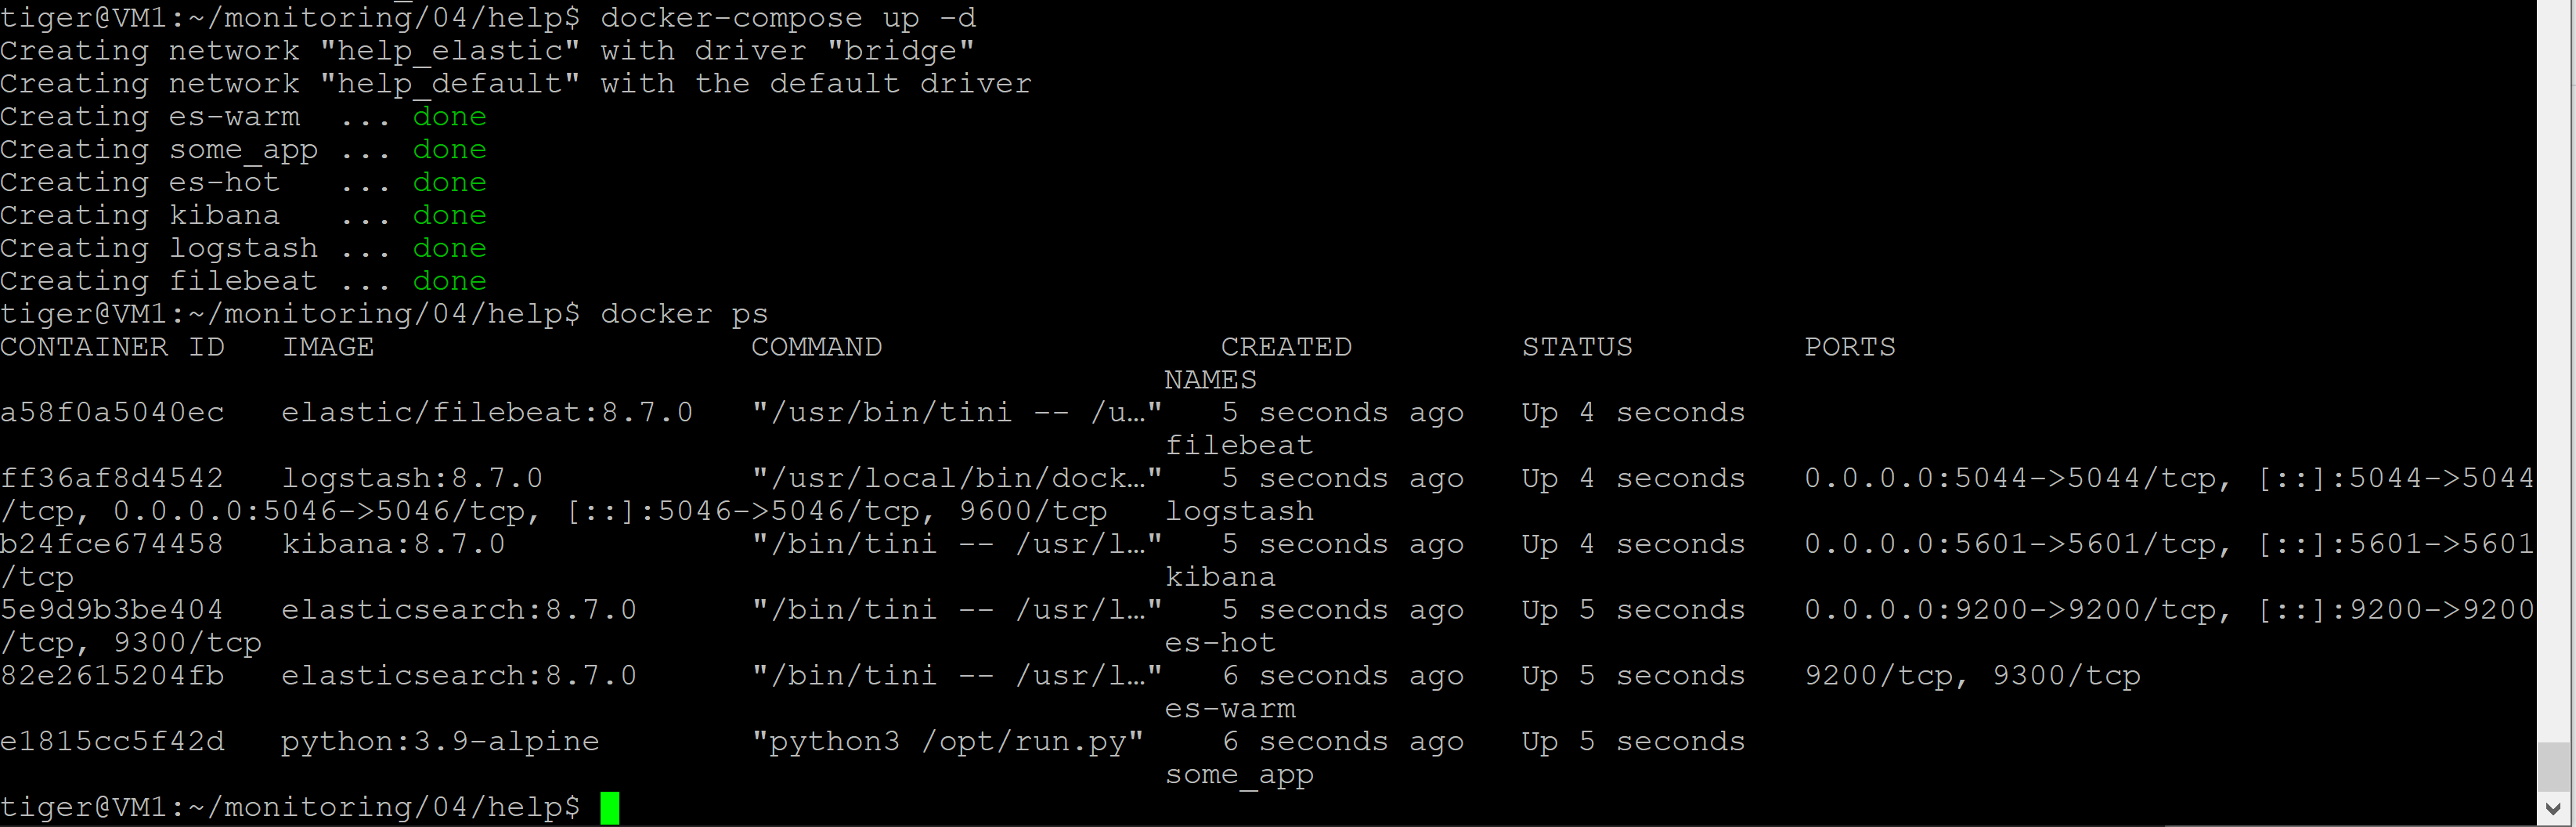 tiger@VM1:~/monitoring/04/help$ docker-compose up -d
Creating network "help_elastic" with driver "bridge"
Creating network "help_default" with the default driver
Creating es-warm  ... done
Creating some_app ... done
Creating es-hot   ... done
Creating kibana   ... done
Creating logstash ... done
Creating filebeat ... done
tiger@VM1:~/monitoring/04/help$ docker ps
CONTAINER ID   IMAGE                    COMMAND                  CREATED         STATUS         PORTS
NAMES
a58f0a5040ec   elastic/filebeat:8.7.0   "/usr/bin/tini -- /u…"   5 seconds ago   Up 4 seconds
filebeat
ff36af8d4542   logstash:8.7.0           "/usr/local/bin/dock…"   5 seconds ago   Up 4 seconds   0.0.0.0:5044->5044/tcp, [::]:5044->5044
/tcp, 0.0.0.0:5046->5046/tcp, [::]:5046->5046/tcp, 9600/tcp   logstash
b24fce674458   kibana:8.7.0             "/bin/tini -- /usr/l…"   5 seconds ago   Up 4 seconds   0.0.0.0:5601->5601/tcp, [::]:5601->5601
/tcp                                                          kibana
5e9d9b3be404   elasticsearch:8.7.0      "/bin/tini -- /usr/l…"   5 seconds ago   Up 5 seconds   0.0.0.0:9200->9200/tcp, [::]:9200->9200
/tcp, 9300/tcp                                                es-hot
82e2615204fb   elasticsearch:8.7.0      "/bin/tini -- /usr/l…"   6 seconds ago   Up 5 seconds   9200/tcp, 9300/tcp
es-warm
e1815cc5f42d   python:3.9-alpine        "python3 /opt/run.py"    6 seconds ago   Up 5 seconds
some_app
tiger@VM1:~/monitoring/04/help$